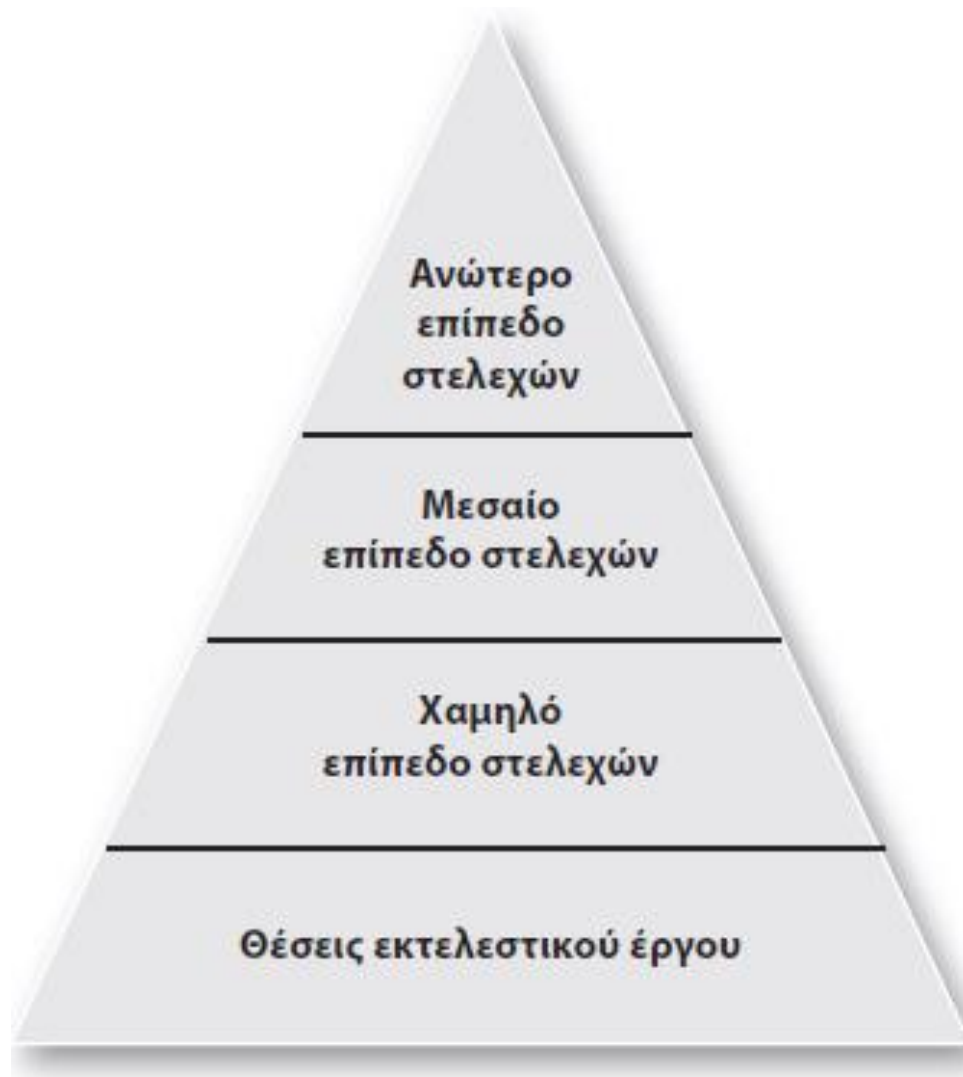 Ανώτερο
επίπεδο
στελεχών
Μεσαίο
επίπεδο στελεχών
Χαμηλό
επίπεδο στελεχών
Θέσεις εκτελεστικού έργου